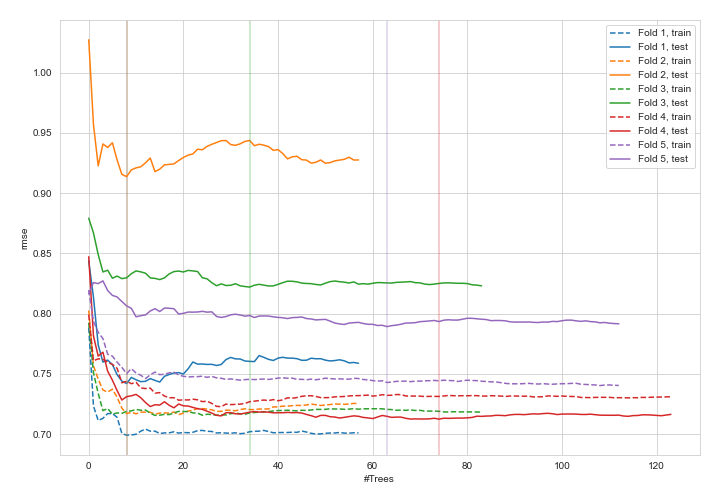 Fold 1, train
Fold 1, test
Fold 2, train
Fold 2, test
Fold 3, train
Fold 3, test
Fold 4, train
Fold 4, test
Fold 5, train
Fold 5, test
1.00
0.95
0.90
0.85
0.80
0.75
0.70
rmse
0 20 40 60 80 100 120
#Trees